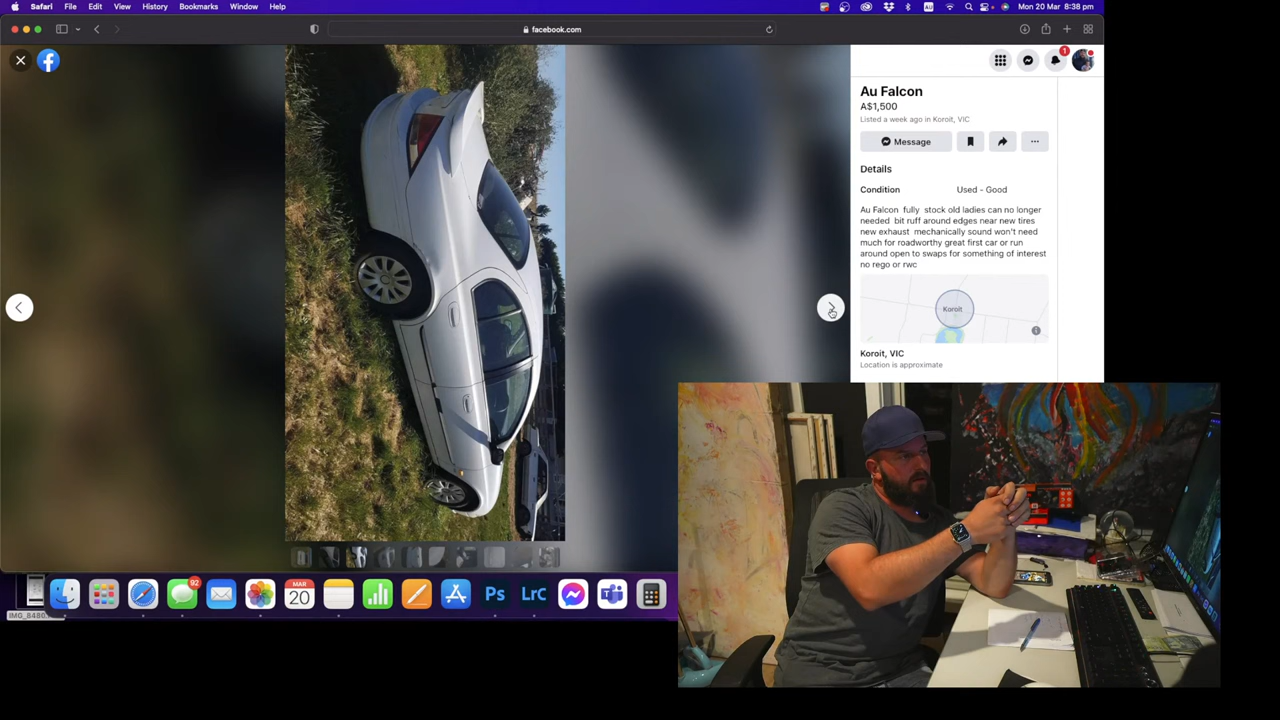 Safari File Edit View History Bookmarks Window Help
Mon 20 Mar 8:38 pm
facebook.com
1
Au Falcon
A$1,500
Listed a week ago in Koroit, VIC
Message
Details
Condition Used - Good
Au Falcon fully stock old ladies can no longer
needed bit ruff around edges near new tires
new exhaust mechanically sound won't need
much for roadworthy great first car or run
around open to swaps for something of interest
no rego or rwc
Koroit
Koroit, VIC
Location is approximate
92
MAR
20
Ps
LrC